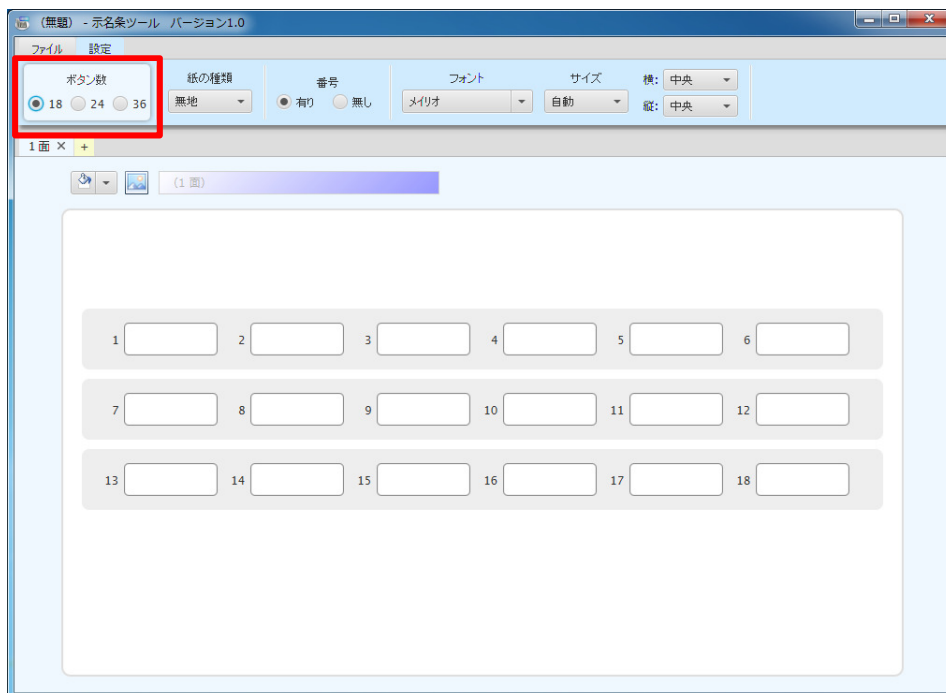 (無題) - 示名条ツール バージョン1.0
ファイル 設定
ボタン数 紙の種類 番号 フォント サイズ 横: 中央
18 24 36 無地 有り 無し メイリオ 自動 縦: 中央
1面 × +
(1 面)
1 2 3 4 5 6
7 8 9 10 11 12
13 14 15 16 17 18